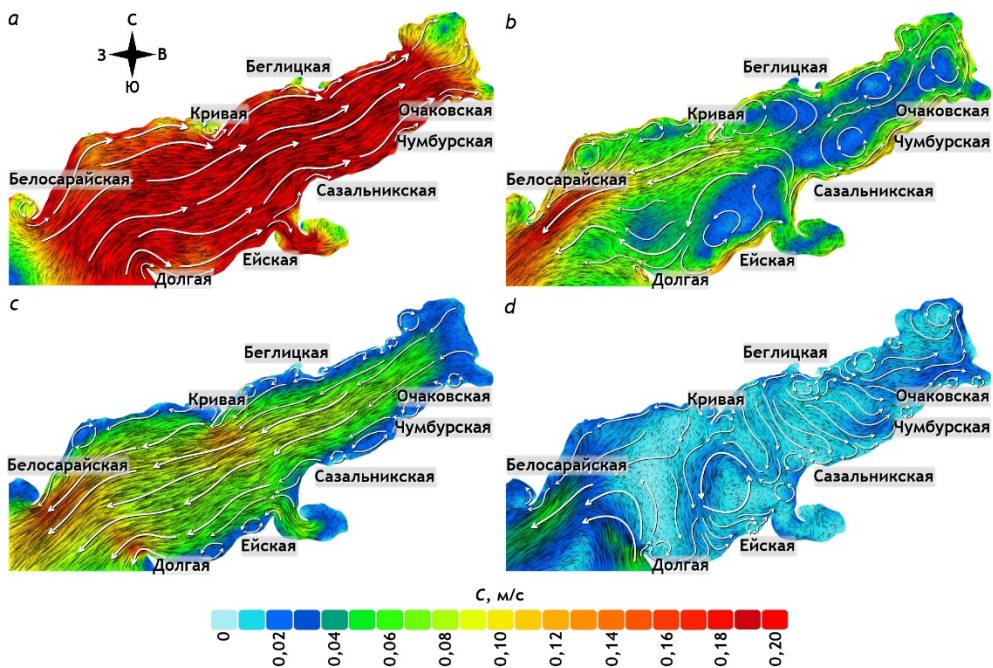 a
С
З В
Ю
Беглицкая
Кривая
Очаковская
Чумбурская
Белосарайская
Сазальникская
Ейская
Долгая
b
Беглицкая
Кривая
Очаковская
Чумбурская
Белосарайская
Сазальникская
Ейская
Долгая
c
Беглицкая
Кривая
Очаковская
Чумбурская
Белосарайская
Сазальникская
Ейская
Долгая
d
Беглицкая
Кривая
Очаковская
Чумбурская
Белосарайская
Сазальникская
Ейская
Долгая
C, м/с
0 0,02 0,04 0,06 0,08 0,10 0,12 0,14 0,16 0,18 0,20